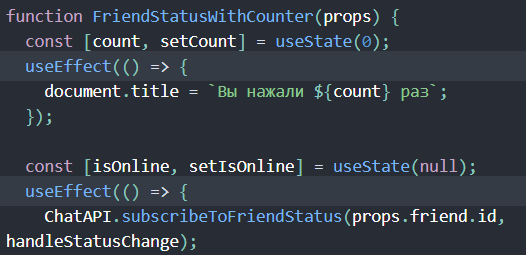 function FriendStatusWithCounter(props) {
  const [count, setCount] = useState(0);
  useEffect(() => {
    document.title = `Вы нажали ${count} раз`;
  });

  const [isOnline, setIsOnline] = useState(null);
  useEffect(() => {
    ChatAPI.subscribeToFriendStatus(props.friend.id,
handleStatusChange);